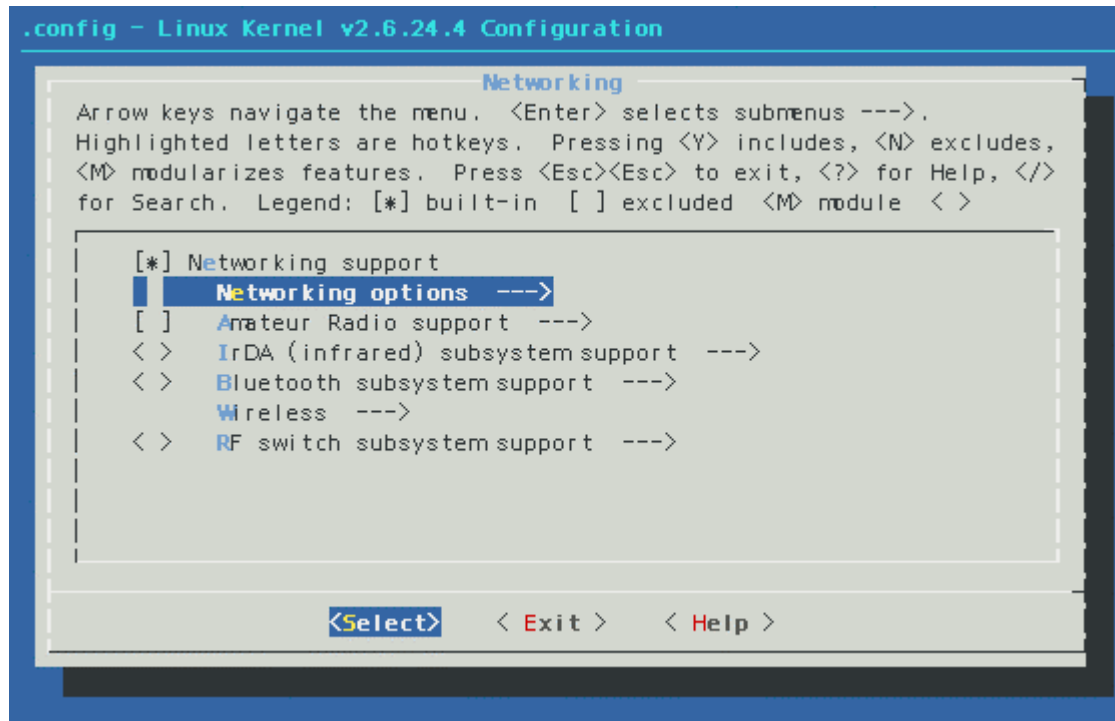 .config - Linux Kernel v2.6.24.4 Configuration
Networking
Arrow keys navigate the menu. <Enter> selects submenus --->.
Highlighted letters are hotkeys. Pressing <Y> includes, <N> excludes,
<M> modularizes features. Press <Esc><Esc> to exit, <?> for Help, </>
for Search. Legend: [*] built-in [ ] excluded <M> module < >
[*] Networking support
Networking options --->
[ ] Amateur Radio support --->
< > IrDA (infrared) subsystem support --->
< > Bluetooth subsystem support --->
Wireless --->
< > RF switch subsystem support --->
<Select> < Exit > < Help >